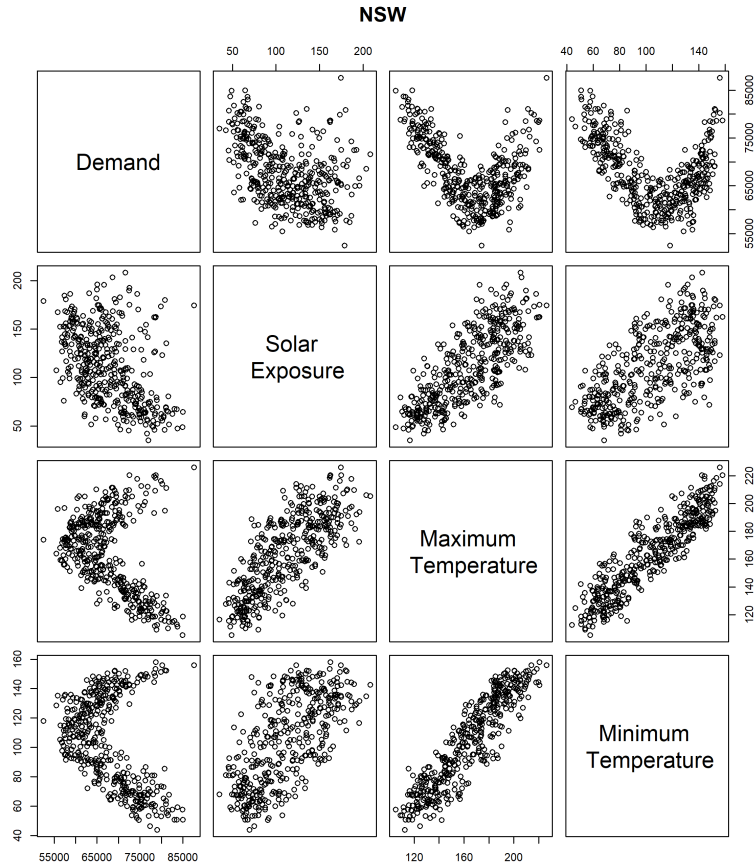 NSW
50 100 150 200
40 60 80 100 140
Demand
55000 65000 75000 85000
50 100 150 200
Solar
Exposure
Maximum
Temperature
120 140 160 180 200 220
40 60 80 100 120 140 160
Minimum
Temperature
55000 65000 75000 85000
120 160 200